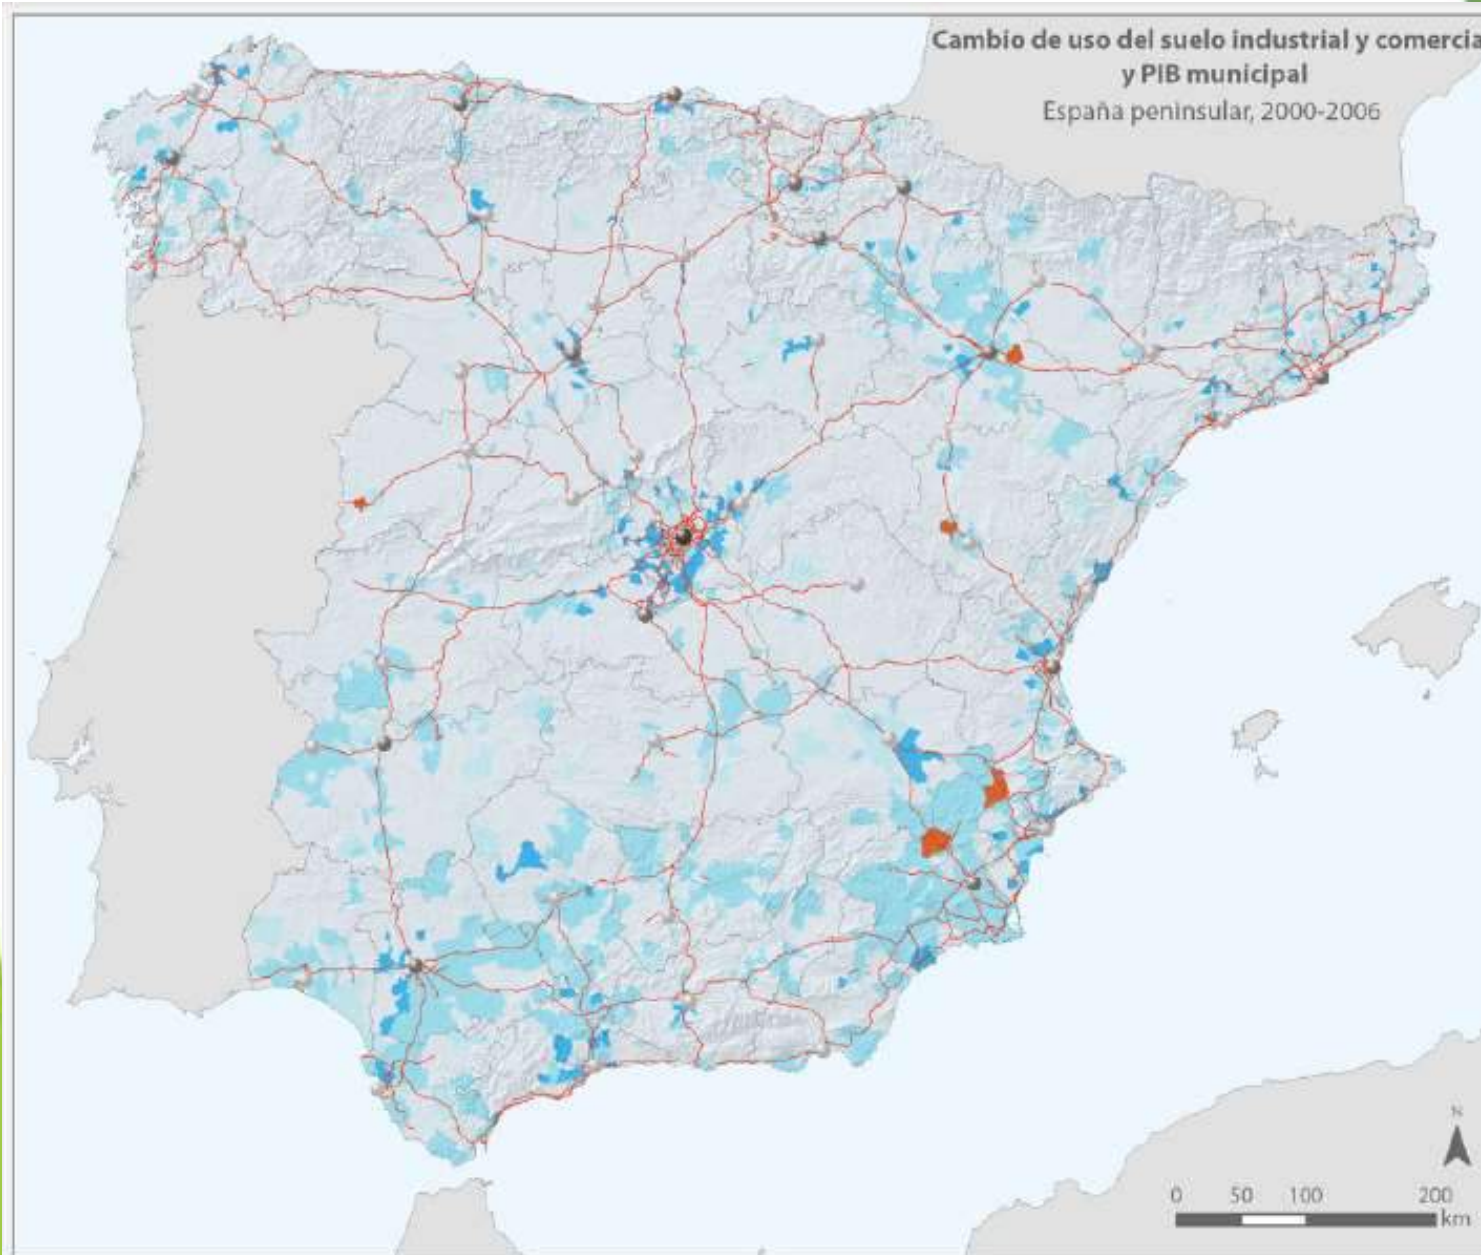 Cambio de uso del suelo industrial y comercia
y PIB municipal
España peninsular, 2000-2006
N
0 50 100 200
km